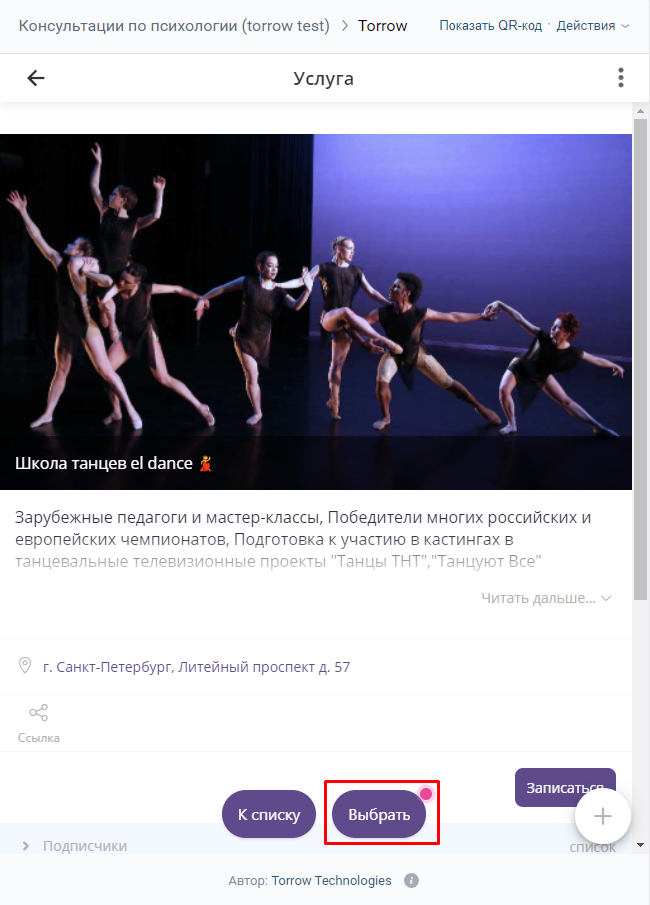 Консультации по психологии (torrow test) > Torrow Показать QR-код · Действия
Услуга
Школа танцев el dance 💃
Зарубежные педагоги и мастер-классы, Победители многих российских и
европейских чемпионатов, Подготовка к участию в кастингах в
танцевальные телевизионные проекты "Танцы ТНТ","Танцуют Все"
Читать дальше...
г. Санкт-Петербург, Литейный проспект д. 57
Ссылка
Записаться
К списку
Выбрать
Подписчики
список
Автор: Torrow Technologies